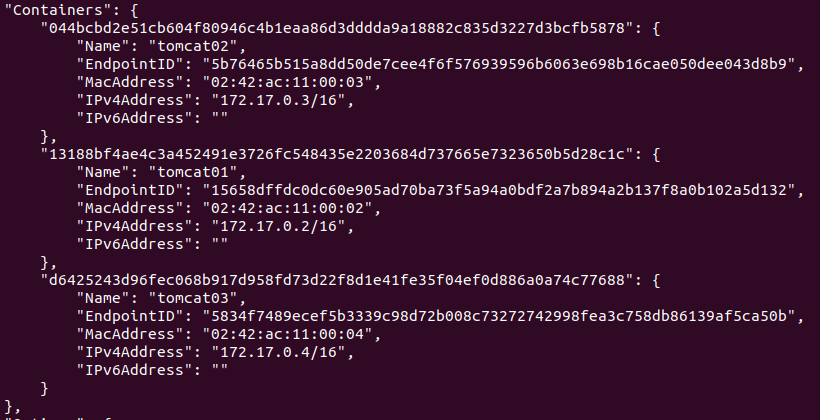 "Containers": {
"044bcbd2e51cb604f80946c4b1eaa86d3dddda9a18882c835d3227d3bcfb5878": {
"Name": "tomcat02",
"EndpointID": "5b76465b515a8dd50de7cee4f6f576939596b6063e698b16cae050dee043d8b9",
"MacAddress": "02:42:ac:11:00:03",
"IPv4Address": "172.17.0.3/16",
"IPv6Address": ""
},
"13188bf4ae4c3a452491e3726fc548435e2203684d737665e7323650b5d28c1c": {
"Name": "tomcat01",
"EndpointID": "15658dffdc0dc60e905ad70ba73f5a94a0bdf2a7b894a2b137f8a0b102a5d132",
"MacAddress": "02:42:ac:11:00:02",
"IPv4Address": "172.17.0.2/16",
"IPv6Address": ""
},
"d6425243d96fec068b917d958fd73d22f8d1e41fe35f04ef0d886a0a74c77688": {
"Name": "tomcat03",
"EndpointID": "5834f7489ecef5b3339c98d72b008c73272742998fea3c758db86139af5ca50b",
"MacAddress": "02:42:ac:11:00:04",
"IPv4Address": "172.17.0.4/16",
"IPv6Address": ""
}
},